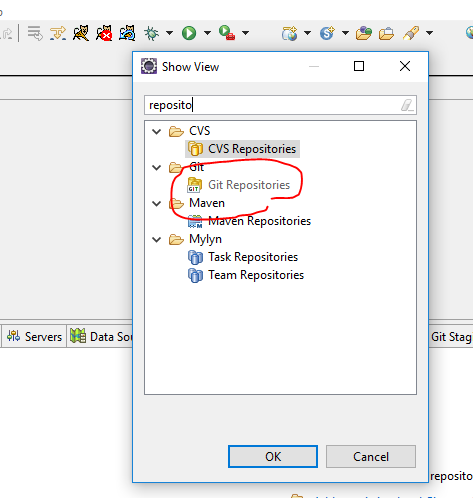 Show View
reposito
CVS
CVS Repositories
Git
GIT
Git Repositories
Maven
M
Maven Repositories
Mylyn
Task Repositories
Team Repositories
Servers
Data Sou
Git Stag
OK
Cancel
reposito